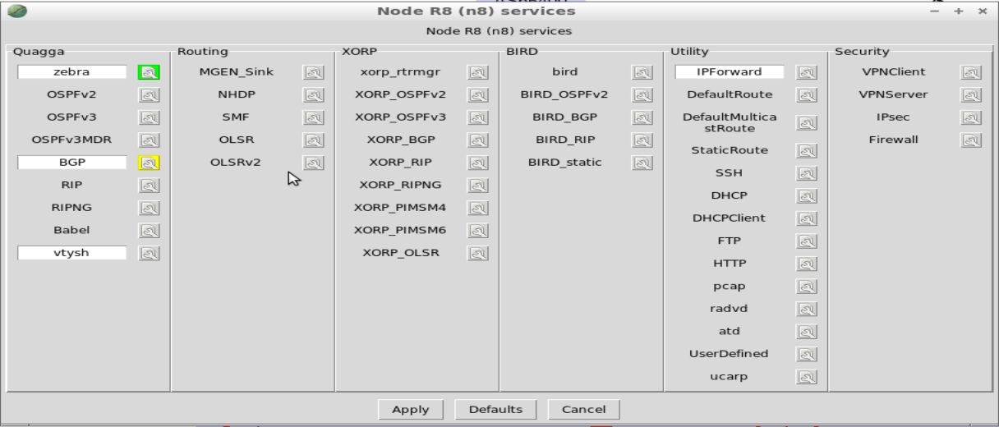 Node R8 (n8) services
Node R8 (n8) services
Quagga
zebra
OSPFv2
OSPFv3
OSPFv3MDR
BGP
RIP
RIPNG
Babel
vtysh
Routing
MGEN_Sink
NHDP
SMF
OLSR
OLSRv2
XORP
xorp_rtrmgr
XORP_OSPFv2
XORP_OSPFv3
XORP_BGP
XORP_RIP
XORP_RIPNG
XORP_PIMSM4
XORP_PIMSM6
XORP_OLSR
BIRD
bird
BIRD_OSPFv2
BIRD_BGP
BIRD_RIP
BIRD_static
Utility
IPForward
DefaultRoute
DefaultMultica
stRoute
StaticRoute
SSH
DHCP
DHCPClient
FTP
HTTP
pcap
radvd
atd
UserDefined
ucarp
Security
VPNClient
VPNServer
IPsec
Firewall
Apply
Defaults
Cancel